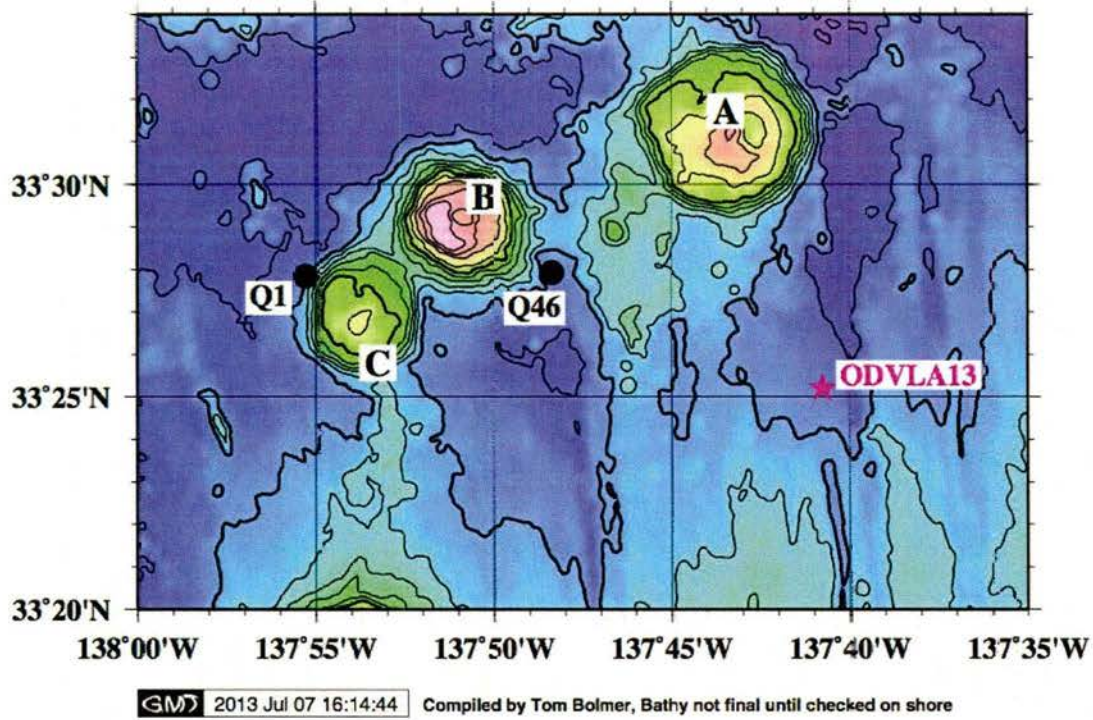 A
33°30'N
B
Q1
Q46
C
ODVLA13
33°25'N
33°20'N
138°00'W 137°55'W 137°50'W 137°45'W 137°40'W 137°35'W
GMT 2013 Jul 07 16:14:44 Compiled by Tom Bolmer, Bathy not final until checked on shore